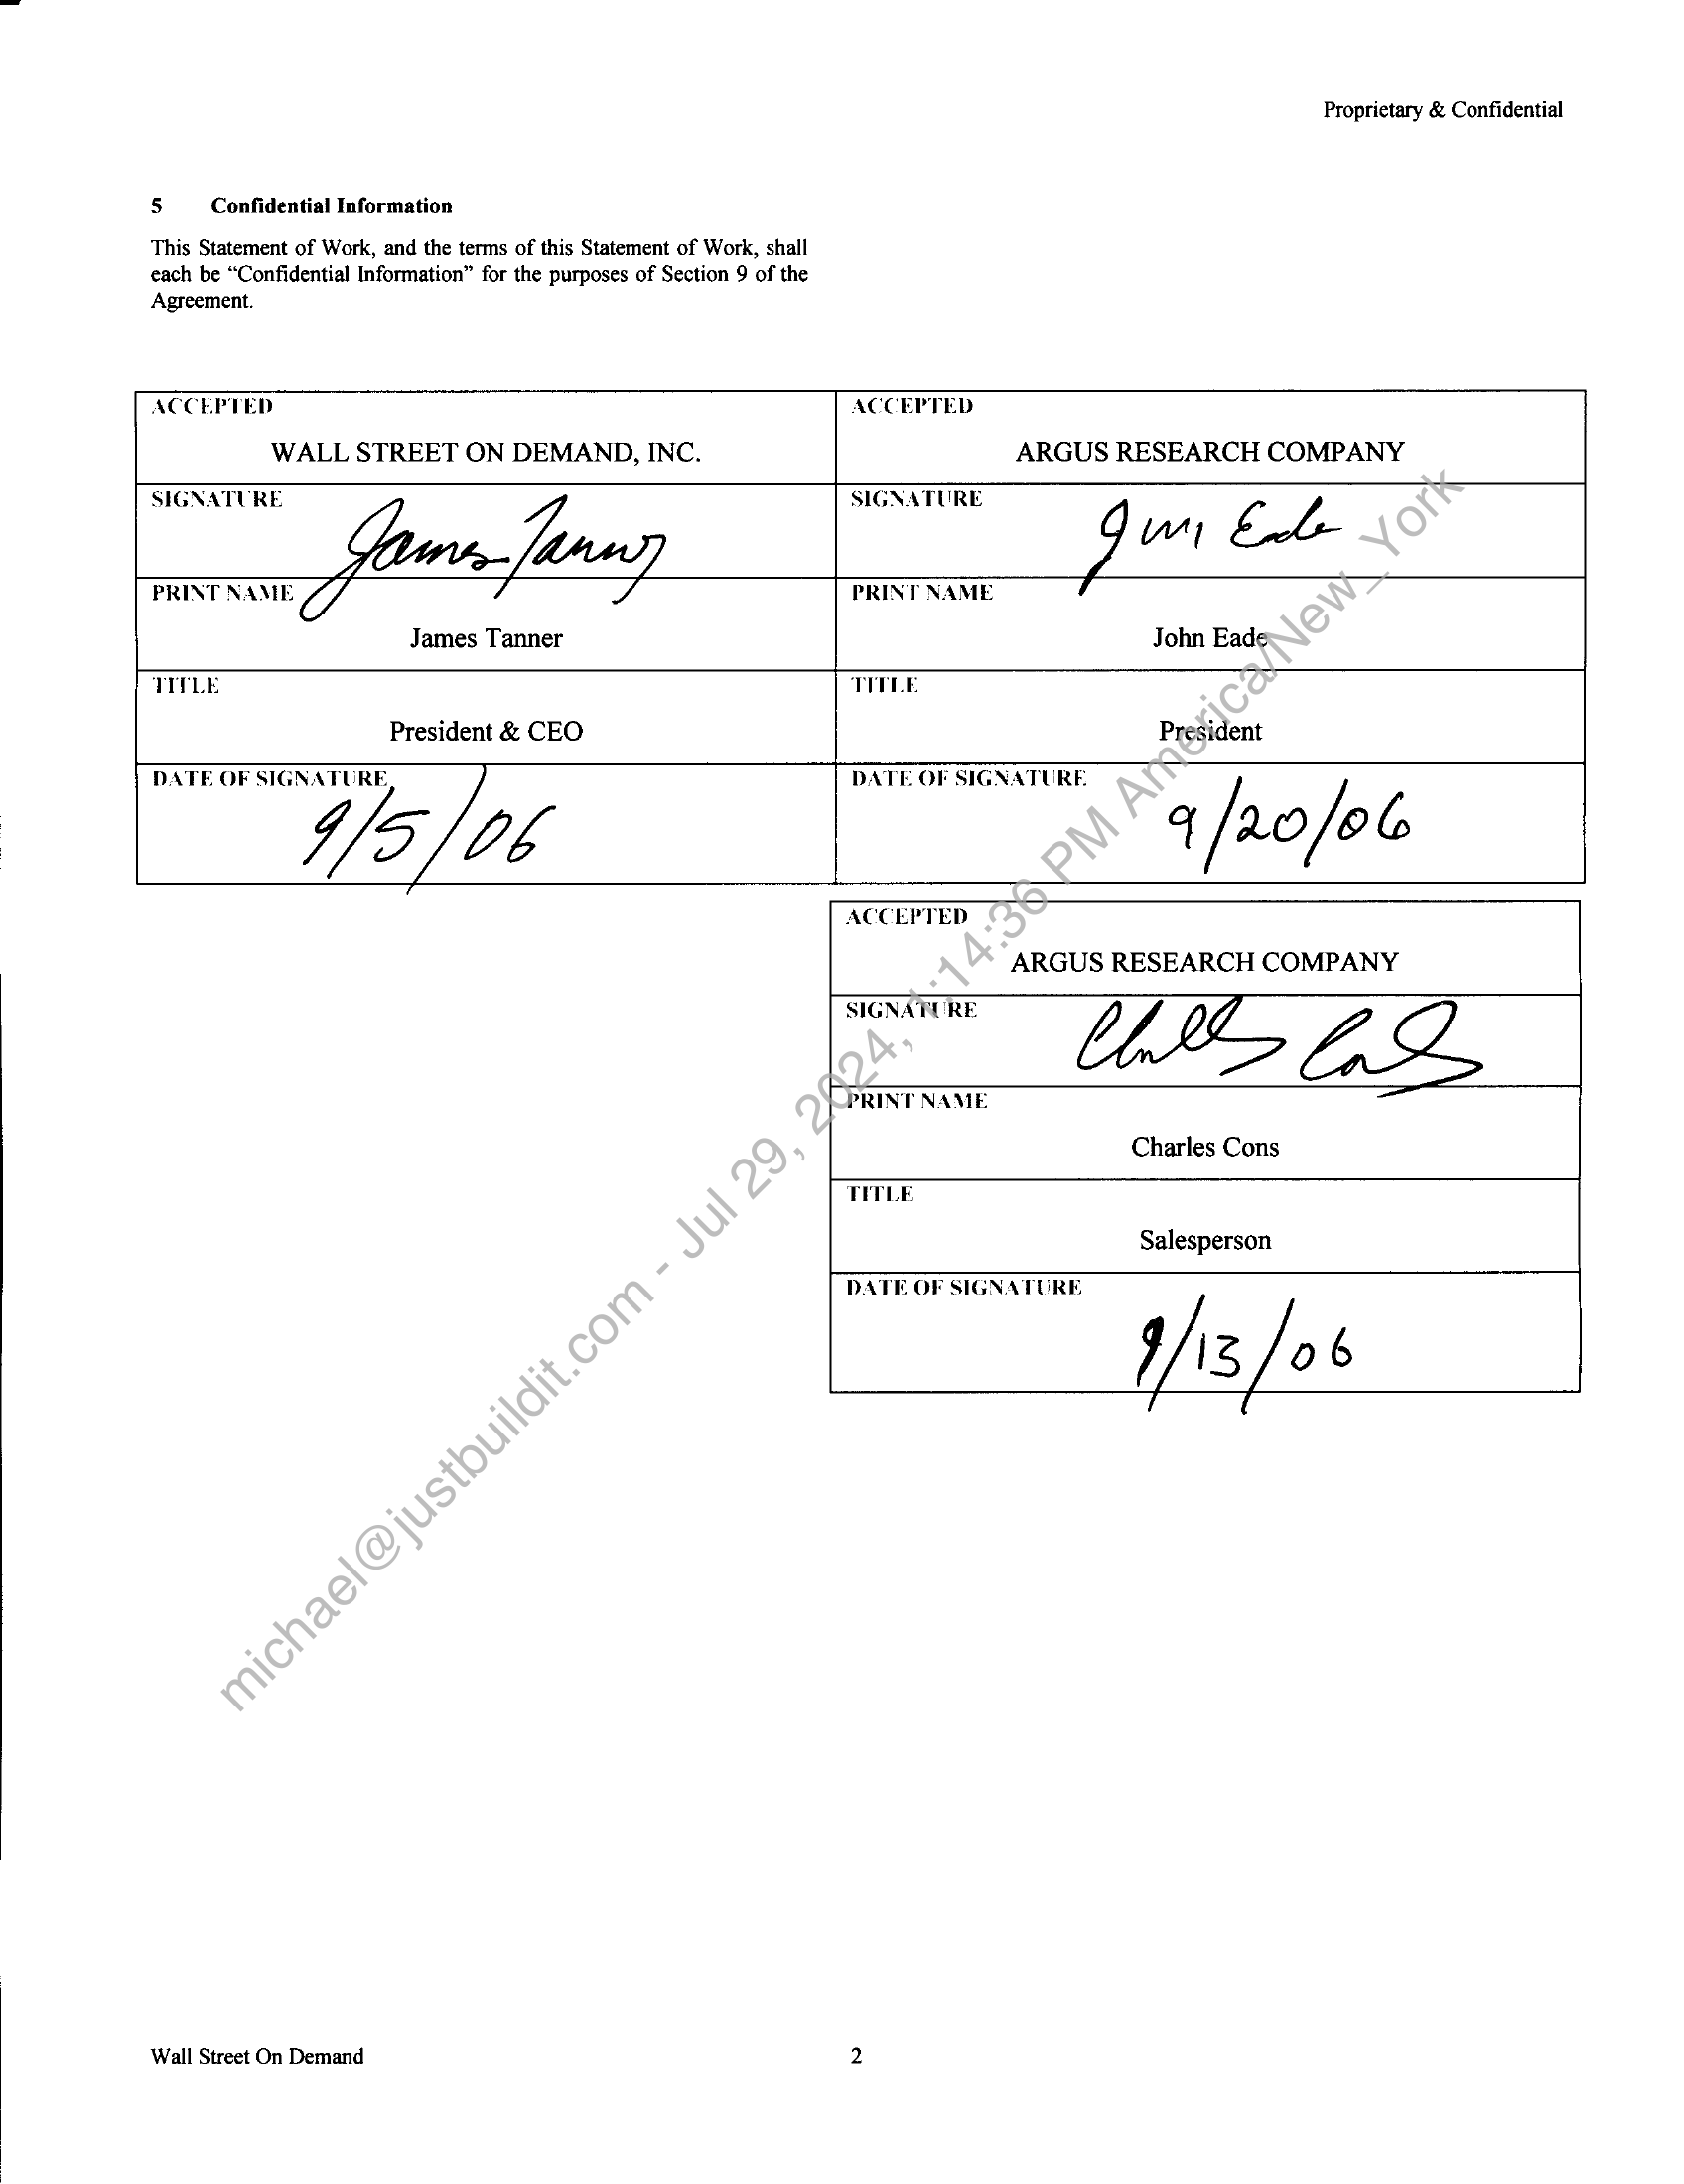 Proprietary & Confidential
5 Confidential Information
This Statement of Work, and the terms of this Statement of Work, shall
each be “Confidential Information” for the purposes of Section 9 of the
Agreement.
ACCEPTED
WALL STREET ON DEMAND, INC.
SIGNATURE
James Tanner
PRINT NAME
James Tanner
TITLE
President & CEO
DATE OF SIGNATURE
9/5/06
ACCEPTED
ARGUS RESEARCH COMPANY
SIGNATURE
Eade
PRINT NAME
John Eade
TITLE
President
DATE OF SIGNATURE
9/20/06
ACCEPTED
ARGUS RESEARCH COMPANY
SIGNATURE
Charles Cons
PRINT NAME
Charles Cons
TITLE
Salesperson
DATE OF SIGNATURE
9/13/06
michael@justbuildit.com - Jul 29, 2024, 1:14:36 PM America/New_York
Wall Street On Demand
2